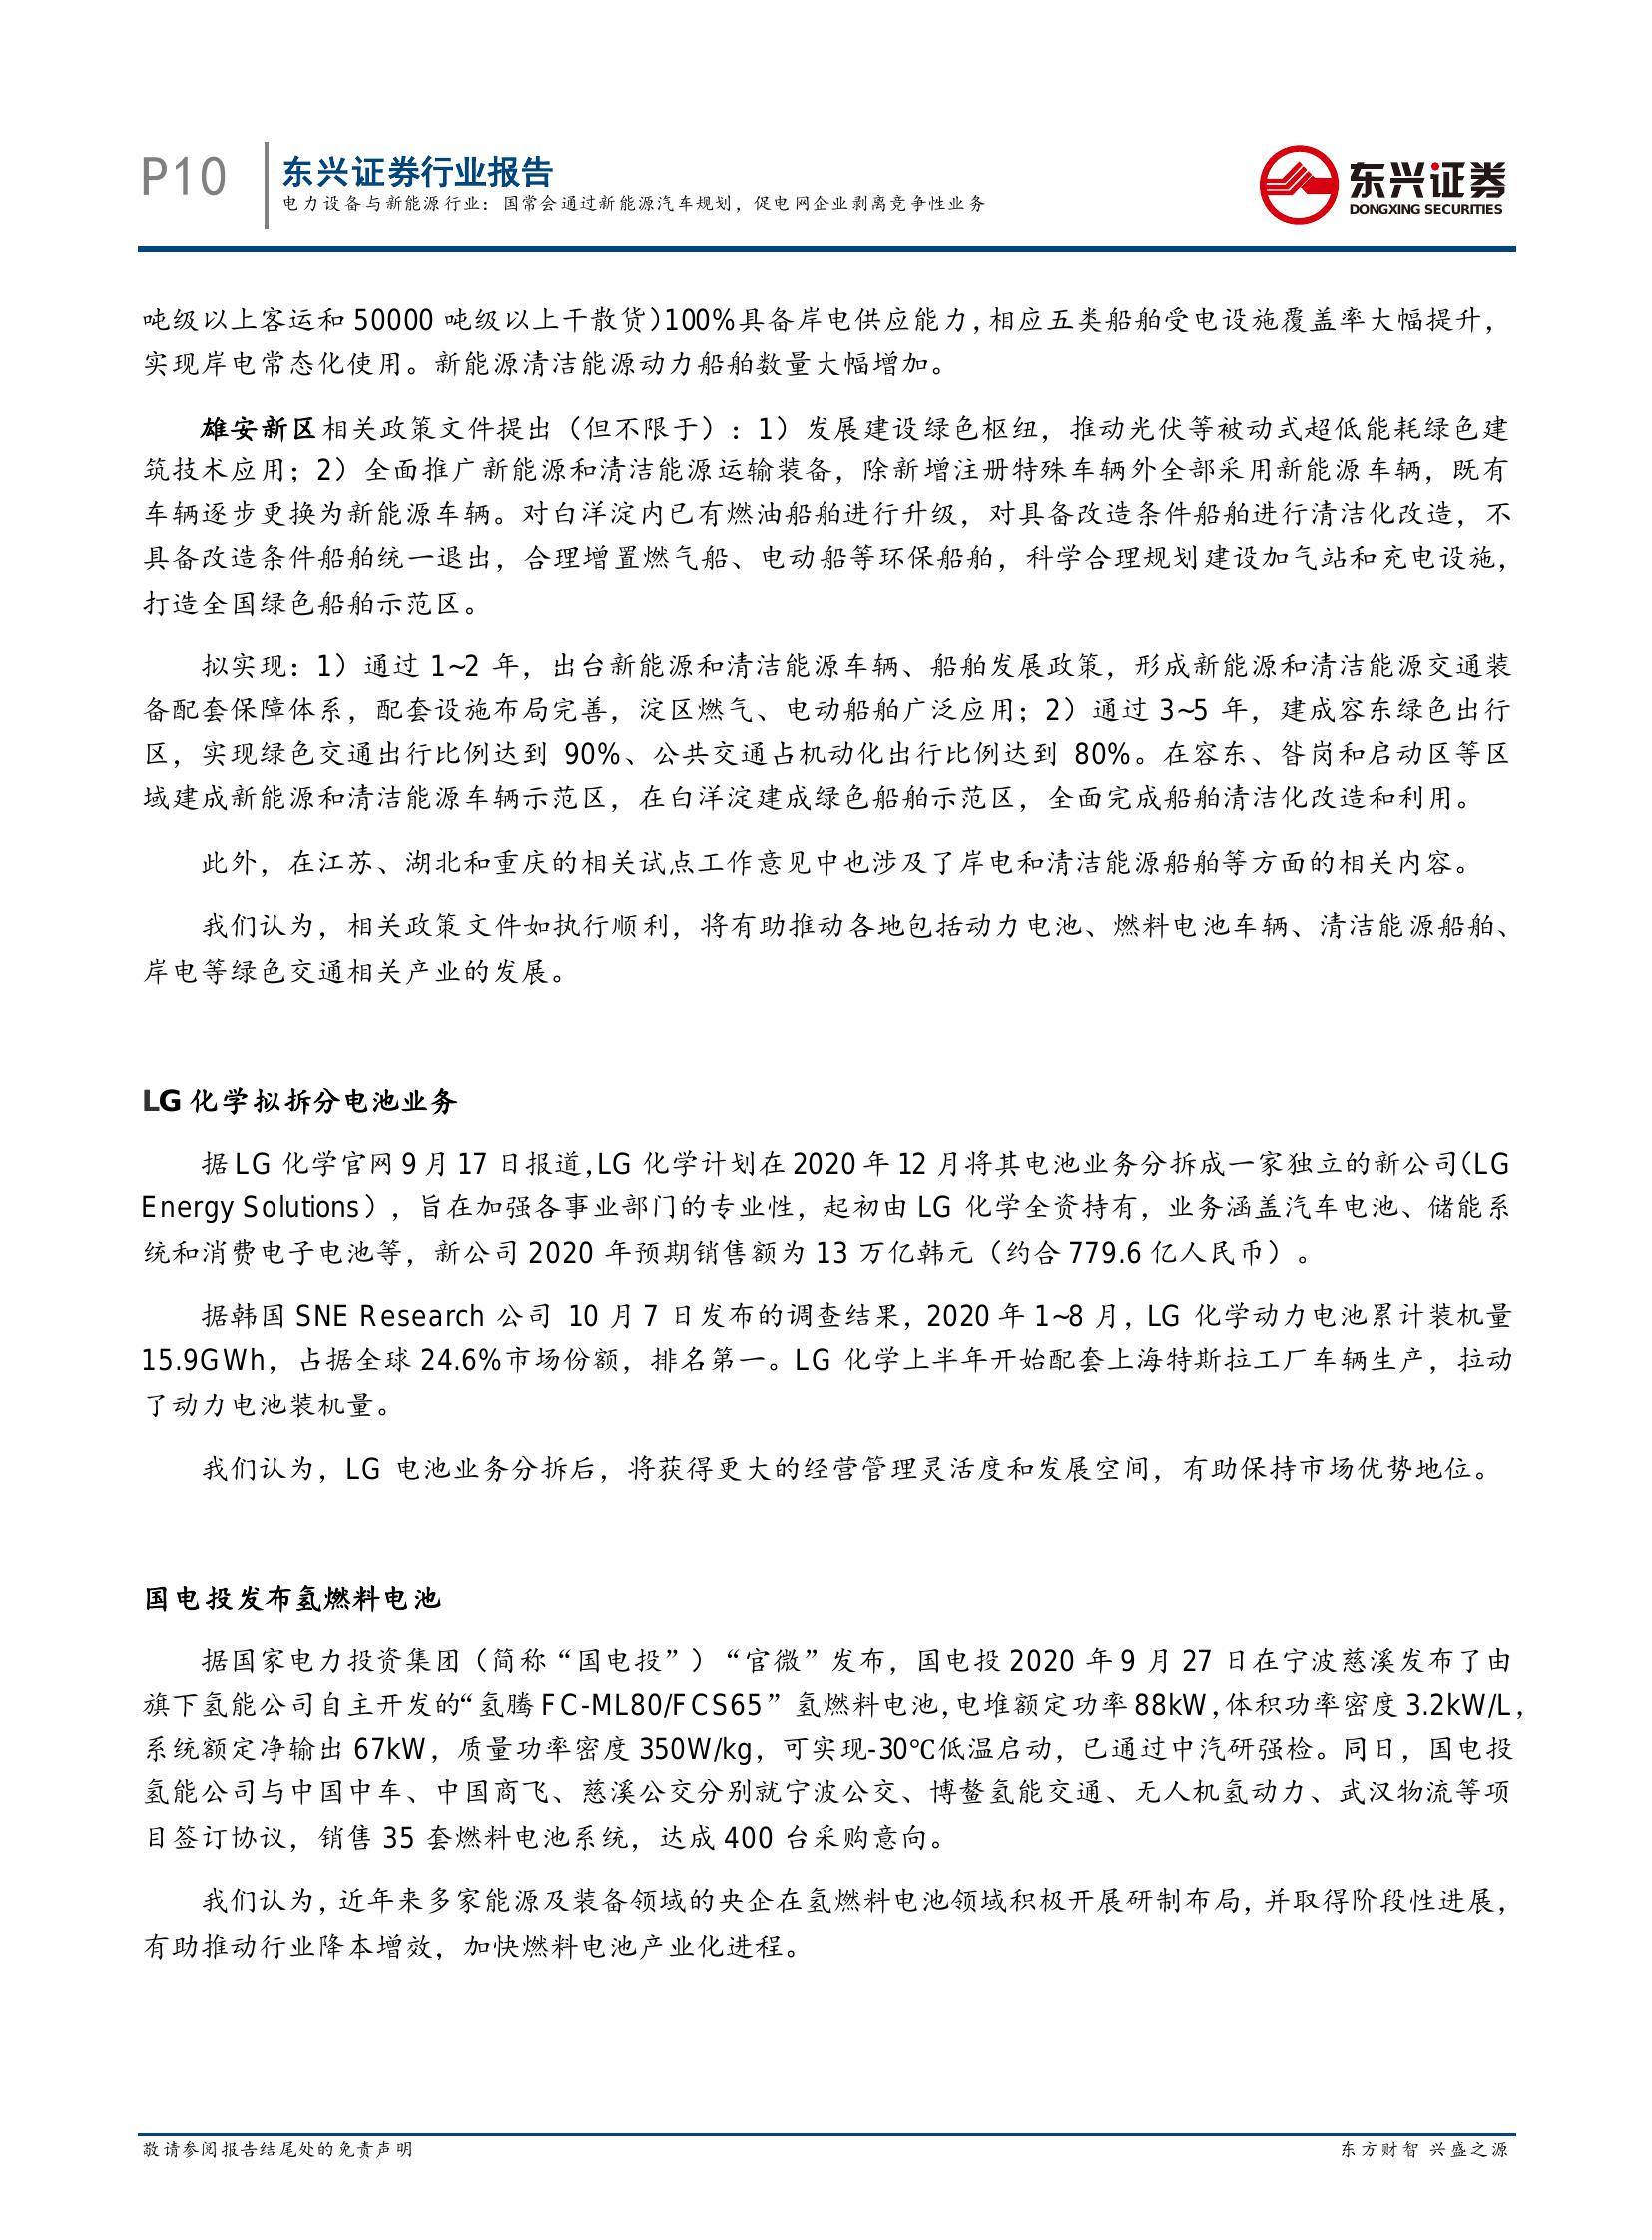 P10
东兴证券行业报告
电力设备与新能源行业：国常会通过新能源汽车规划，促电网企业剥离竞争性业务
东兴证券
DONGXING SECURITIES
吨级以上客运和 50000 吨级以上干散货）100%具备岸电供应能力，相应五类船舶受电设施覆盖率大幅提升，
实现岸电常态化使用。新能源清洁能源动力船舶数量大幅增加。
雄安新区相关政策文件提出（但不限于）：1）发展建设绿色枢纽，推动光伏等被动式超低能耗绿色建
筑技术应用；2）全面推广新能源和清洁能源运输装备，除新增注册特殊车辆外全部采用新能源车辆，既有
车辆逐步更换为新能源车辆。对白洋淀内已有燃油船舶进行升级，对具备改造条件船舶进行清洁化改造，不
具备改造条件船舶统一退出，合理增置燃气船、电动船等环保船舶，科学合理规划建设加气站和充电设施，
打造全国绿色船舶示范区。
拟实现：1）通过 1~2 年，出台新能源和清洁能源车辆、船舶发展政策，形成新能源和清洁能源交通装
备配套保障体系，配套设施布局完善，淀区燃气、电动船舶广泛应用；2）通过 3~5 年，建成容东绿色出行
区，实现绿色交通出行比例达到 90%、公共交通占机动化出行比例达到 80%。在容东、昝岗和启动区等区
域建成新能源和清洁能源车辆示范区，在白洋淀建成绿色船舶示范区，全面完成船舶清洁化改造和利用。
此外，在江苏、湖北和重庆的相关试点工作意见中也涉及了岸电和清洁能源船舶等方面的相关内容。
我们认为，相关政策文件如执行顺利，将有助推动各地包括动力电池、燃料电池车辆、清洁能源船舶、
岸电等绿色交通相关产业的发展。
LG 化学拟拆分电池业务
据 LG 化学官网 9 月 17 日报道，LG 化学计划在 2020 年 12 月将其电池业务分拆成一家独立的新公司（LG
Energy Solutions），旨在加强各事业部门的专业性，起初由 LG 化学全资持有，业务涵盖汽车电池、储能系
统和消费电子电池等，新公司 2020 年预期销售额为 13 万亿韩元（约合 779.6 亿人民币）。
据韩国 SNE Research 公司 10 月 7 日发布的调查结果，2020 年 1~8 月，LG 化学动力电池累计装机量
15.9GWh，占据全球 24.6%市场份额，排名第一。LG 化学上半年开始配套上海特斯拉工厂车辆生产，拉动
了动力电池装机量。
我们认为，LG 电池业务分拆后，将获得更大的经营管理灵活度和发展空间，有助保持市场优势地位。
国电投发布氢燃料电池
据国家电力投资集团（简称“国电投”）“官微”发布，国电投 2020 年 9 月 27 日在宁波慈溪发布了由
旗下氢能公司自主开发的“氢腾 FC-ML80/FCS65”氢燃料电池，电堆额定功率 88kW，体积功率密度 3.2kW/L，
系统额定净输出 67kW，质量功率密度 350W/kg，可实现-30℃低温启动，已通过中汽研强检。同日，国电投
氢能公司与中国中车、中国商飞、慈溪公交分别就宁波公交、博鳌氢能交通、无人机氢动力、武汉物流等项
目签订协议，销售 35 套燃料电池系统，达成 400 台采购意向。
我们认为，近年来多家能源及装备领域的央企在氢燃料电池领域积极开展研制布局，并取得阶段性进展，
有助推动行业降本增效，加快燃料电池产业化进程。
敬请参阅报告结尾处的免责声明
东方财智 兴盛之源